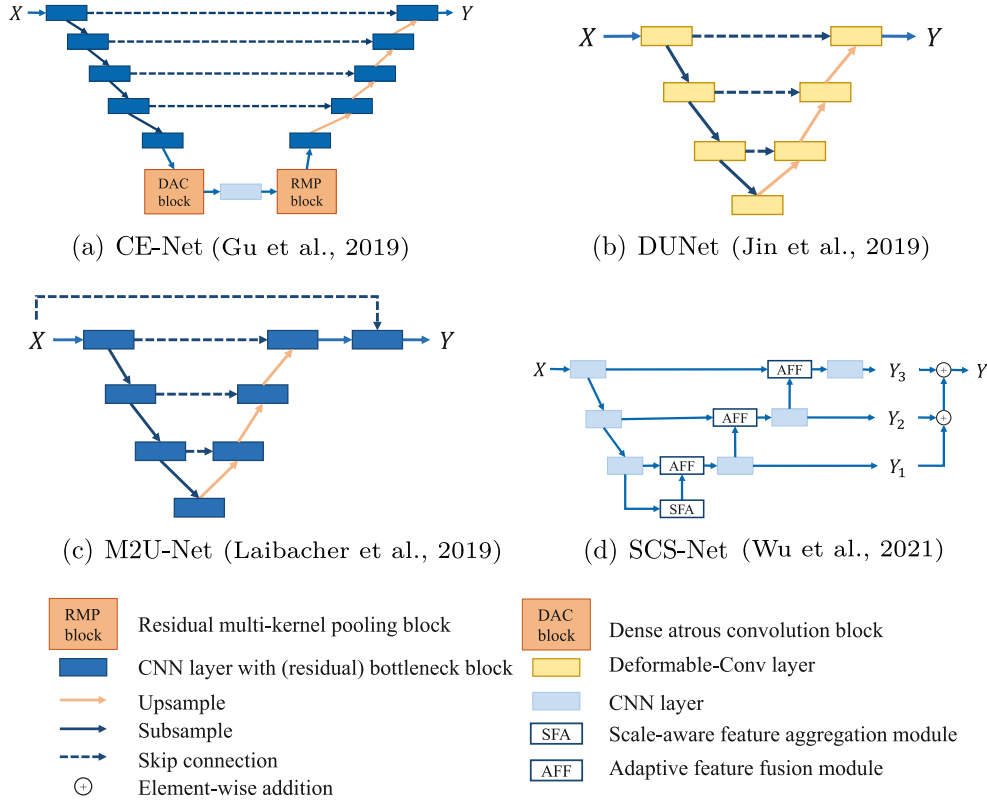 X
Y
DAC
block
RMP
block
(a) CE-Net (Gu et al., 2019)
X
Y
(b) DUNet (Jin et al., 2019)
X
Y
(c) M2U-Net (Laibacher et al., 2019)
X
AFF
Y₃
+
Y
AFF
Y₂
+
AFF
Y₁
SFA
(d) SCS-Net (Wu et al., 2021)
RMP
block
Residual multi-kernel pooling block
CNN layer with (residual) bottleneck block
Upsample
Subsample
Skip connection
+
Element-wise addition
DAC
block
Dense atrous convolution block
Deformable-Conv layer
CNN layer
SFA
Scale-aware feature aggregation module
AFF
Adaptive feature fusion module